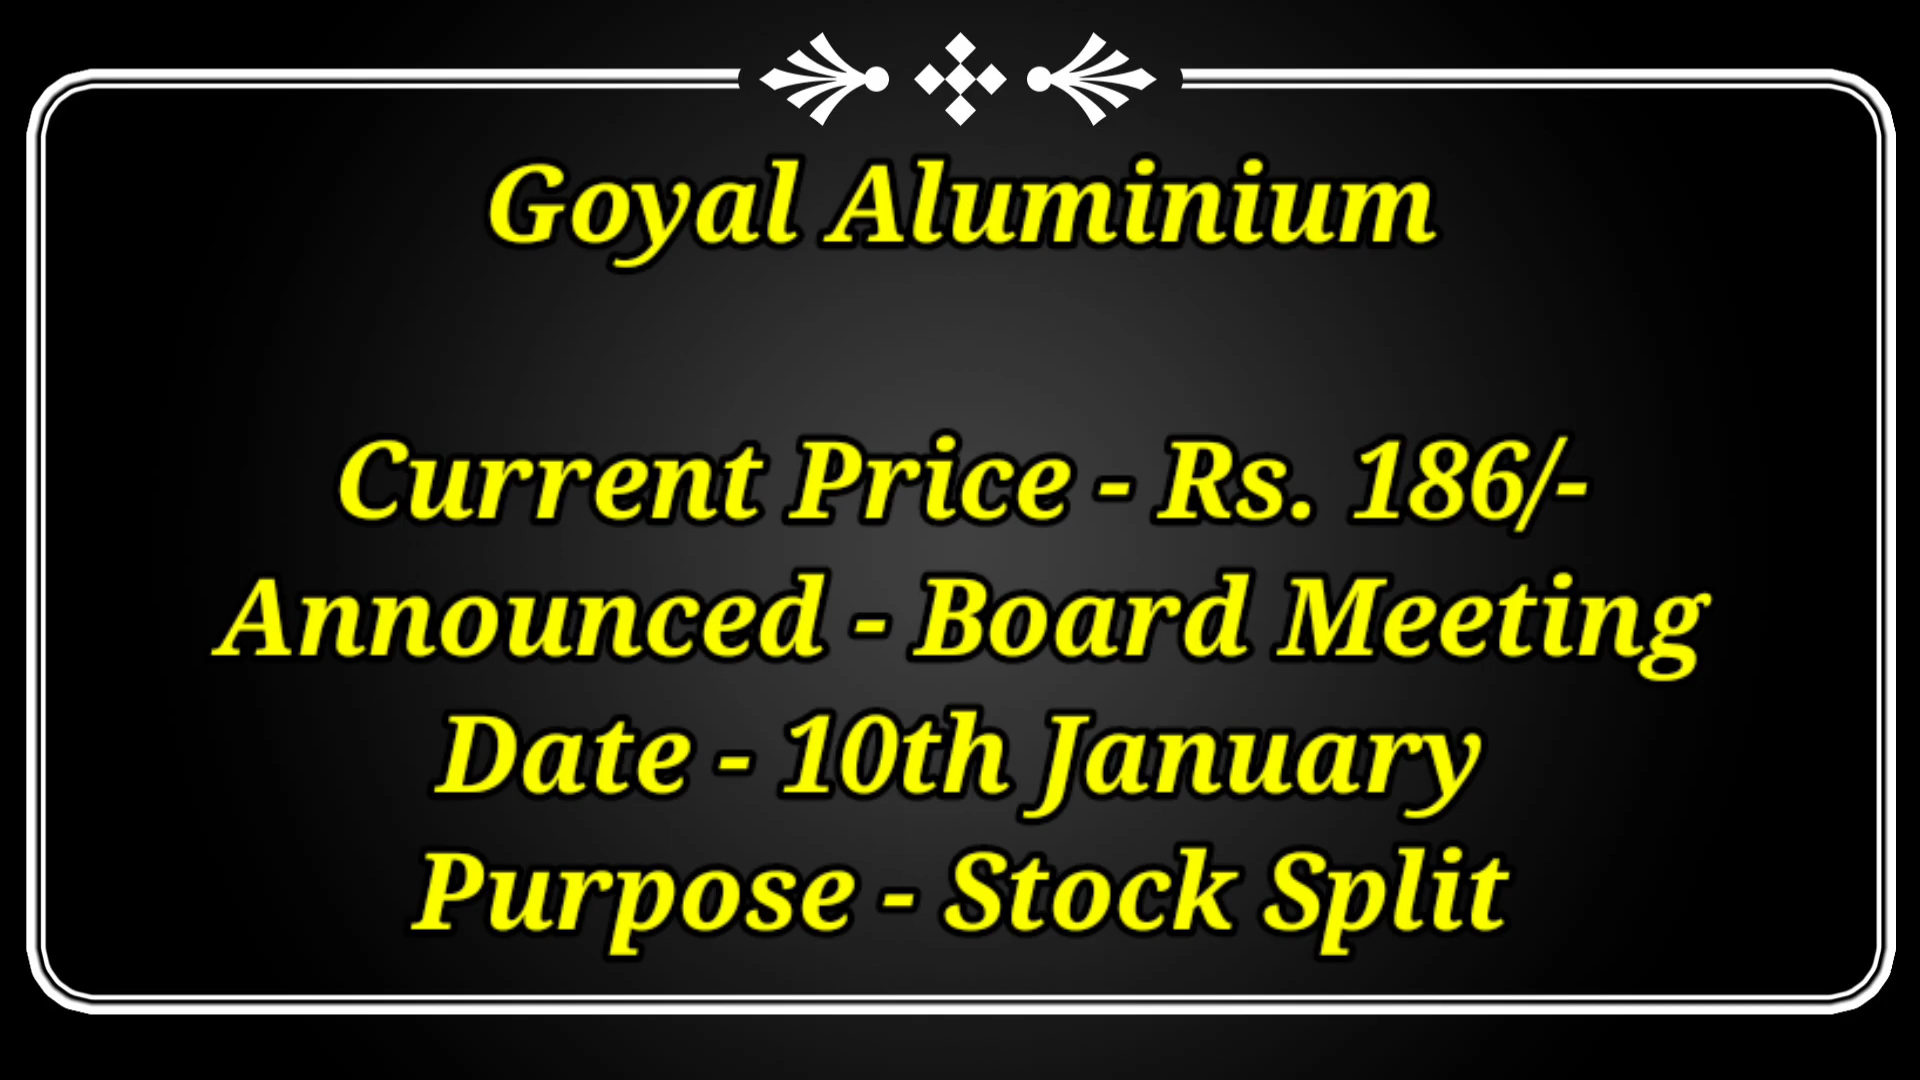 Goyal Aluminium
Current Price - Rs. 186/-
Announced - Board Meeting
Date - 10th January
Purpose - Stock Split